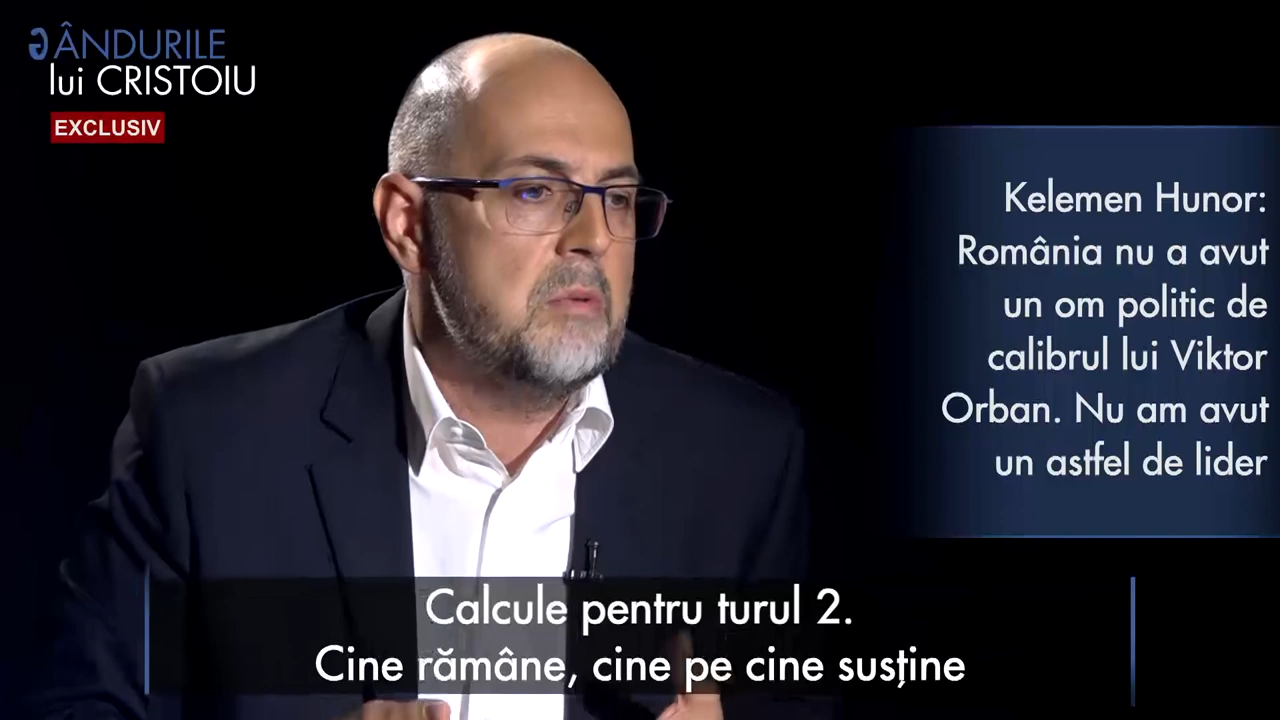 GÂNDURILE
lui CRISTOIU
EXCLUSIV
Kelemen Hunor:
România nu a avut
un om politic de
calibrul lui Viktor
Orban. Nu am avut
un astfel de lider
Calcule pentru turul 2.
Cine rămâne, cine pe cine susține